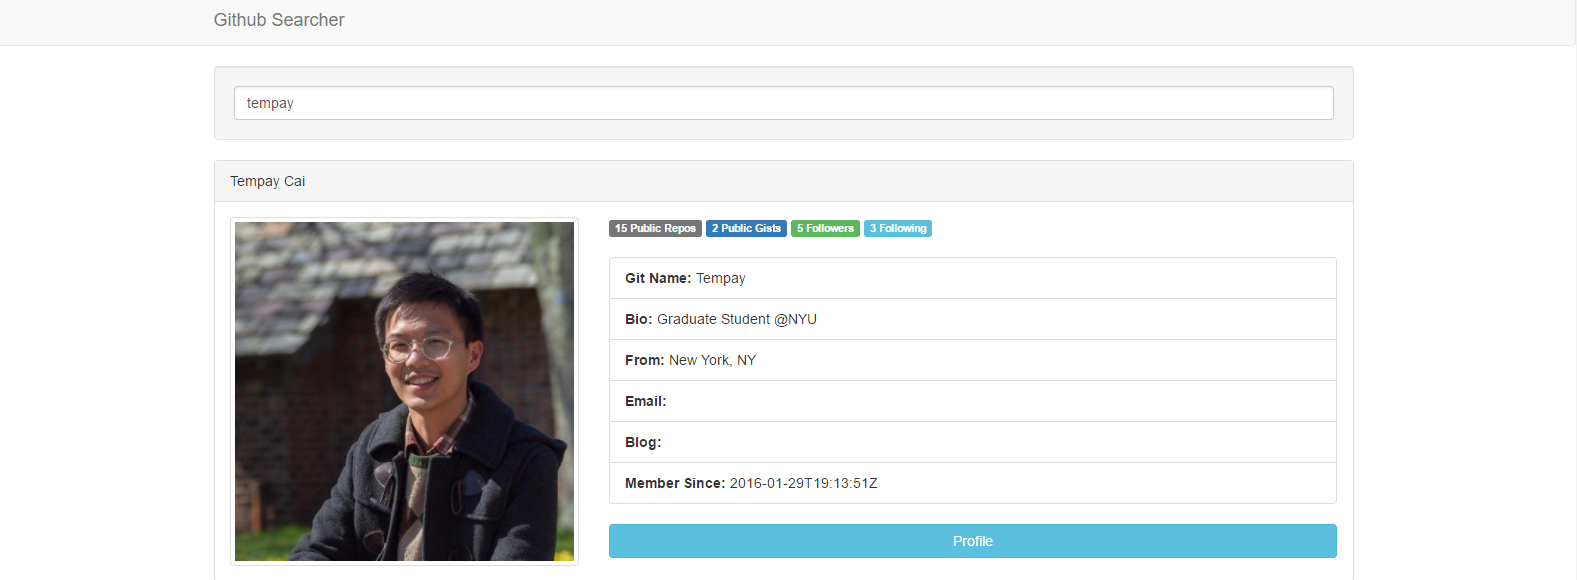 Github Searcher
tempay
Tempay Cai
15 Public Repos 2 Public Gists 5 Followers 3 Following
Git Name: Tempay
Bio: Graduate Student @NYU
From: New York, NY
Email:
Blog:
Member Since: 2016-01-29T19:13:51Z
Profile